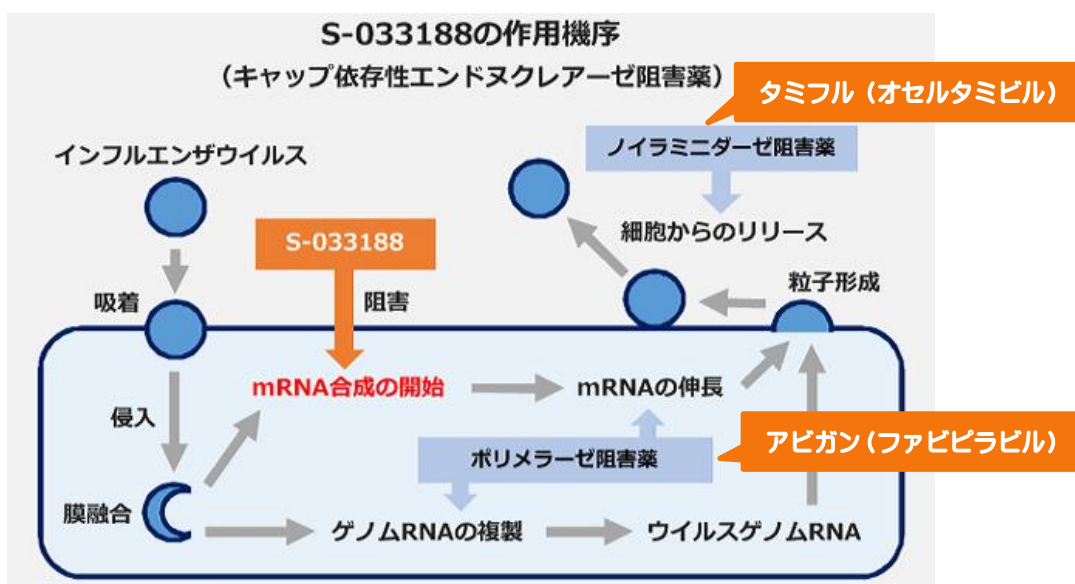 S-033188の作用機序
（キャップ依存性エンドヌクレアーゼ阻害薬）
タミフル（オセルタミビル）
ノイラミニダーゼ阻害薬
インフルエンザウイルス
細胞からのリリース
S-033188
粒子形成
吸着
阻害
mRNA合成の開始
mRNAの伸長
侵入
アビガン（ファビピラビル）
ポリメラーゼ阻害薬
膜融合
ゲノムRNAの複製
ウイルスゲノムRNA